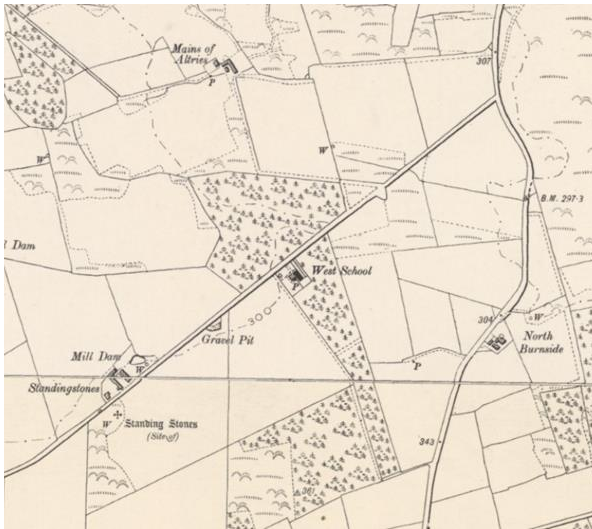 Mains of
Altries
P
307
W
W
B.M. 297·3
l Dam
West School
P
300
304
W
Gravel Pit
North
Burnside
Mill Dam
W
P
Standingstones
W
Standing Stones
(Site of)
343
361